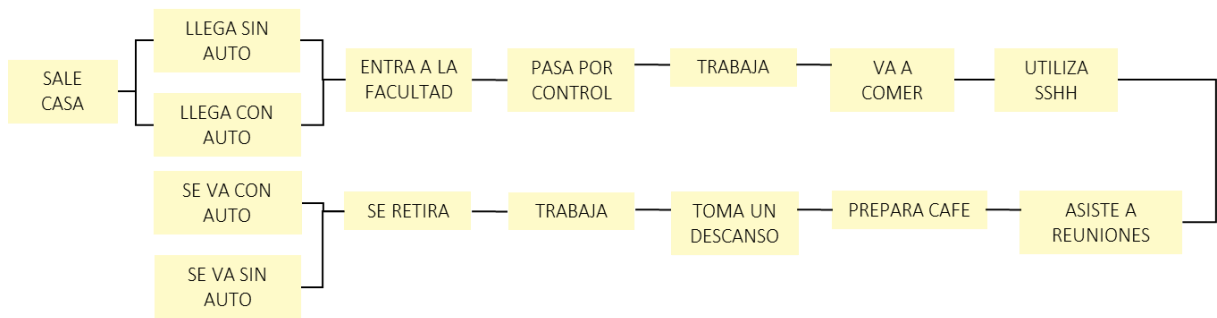 SALE
CASA
LLEGA SIN
AUTO
LLEGA CON
AUTO
ENTRA A LA
FACULTAD
PASA POR
CONTROL
TRABAJA
VA A
COMER
UTILIZA
SSHH
ASISTE A
REUNIONES
PREPARA CAFE
TOMA UN
DESCANSO
TRABAJA
SE RETIRA
SE VA CON
AUTO
SE VA SIN
AUTO